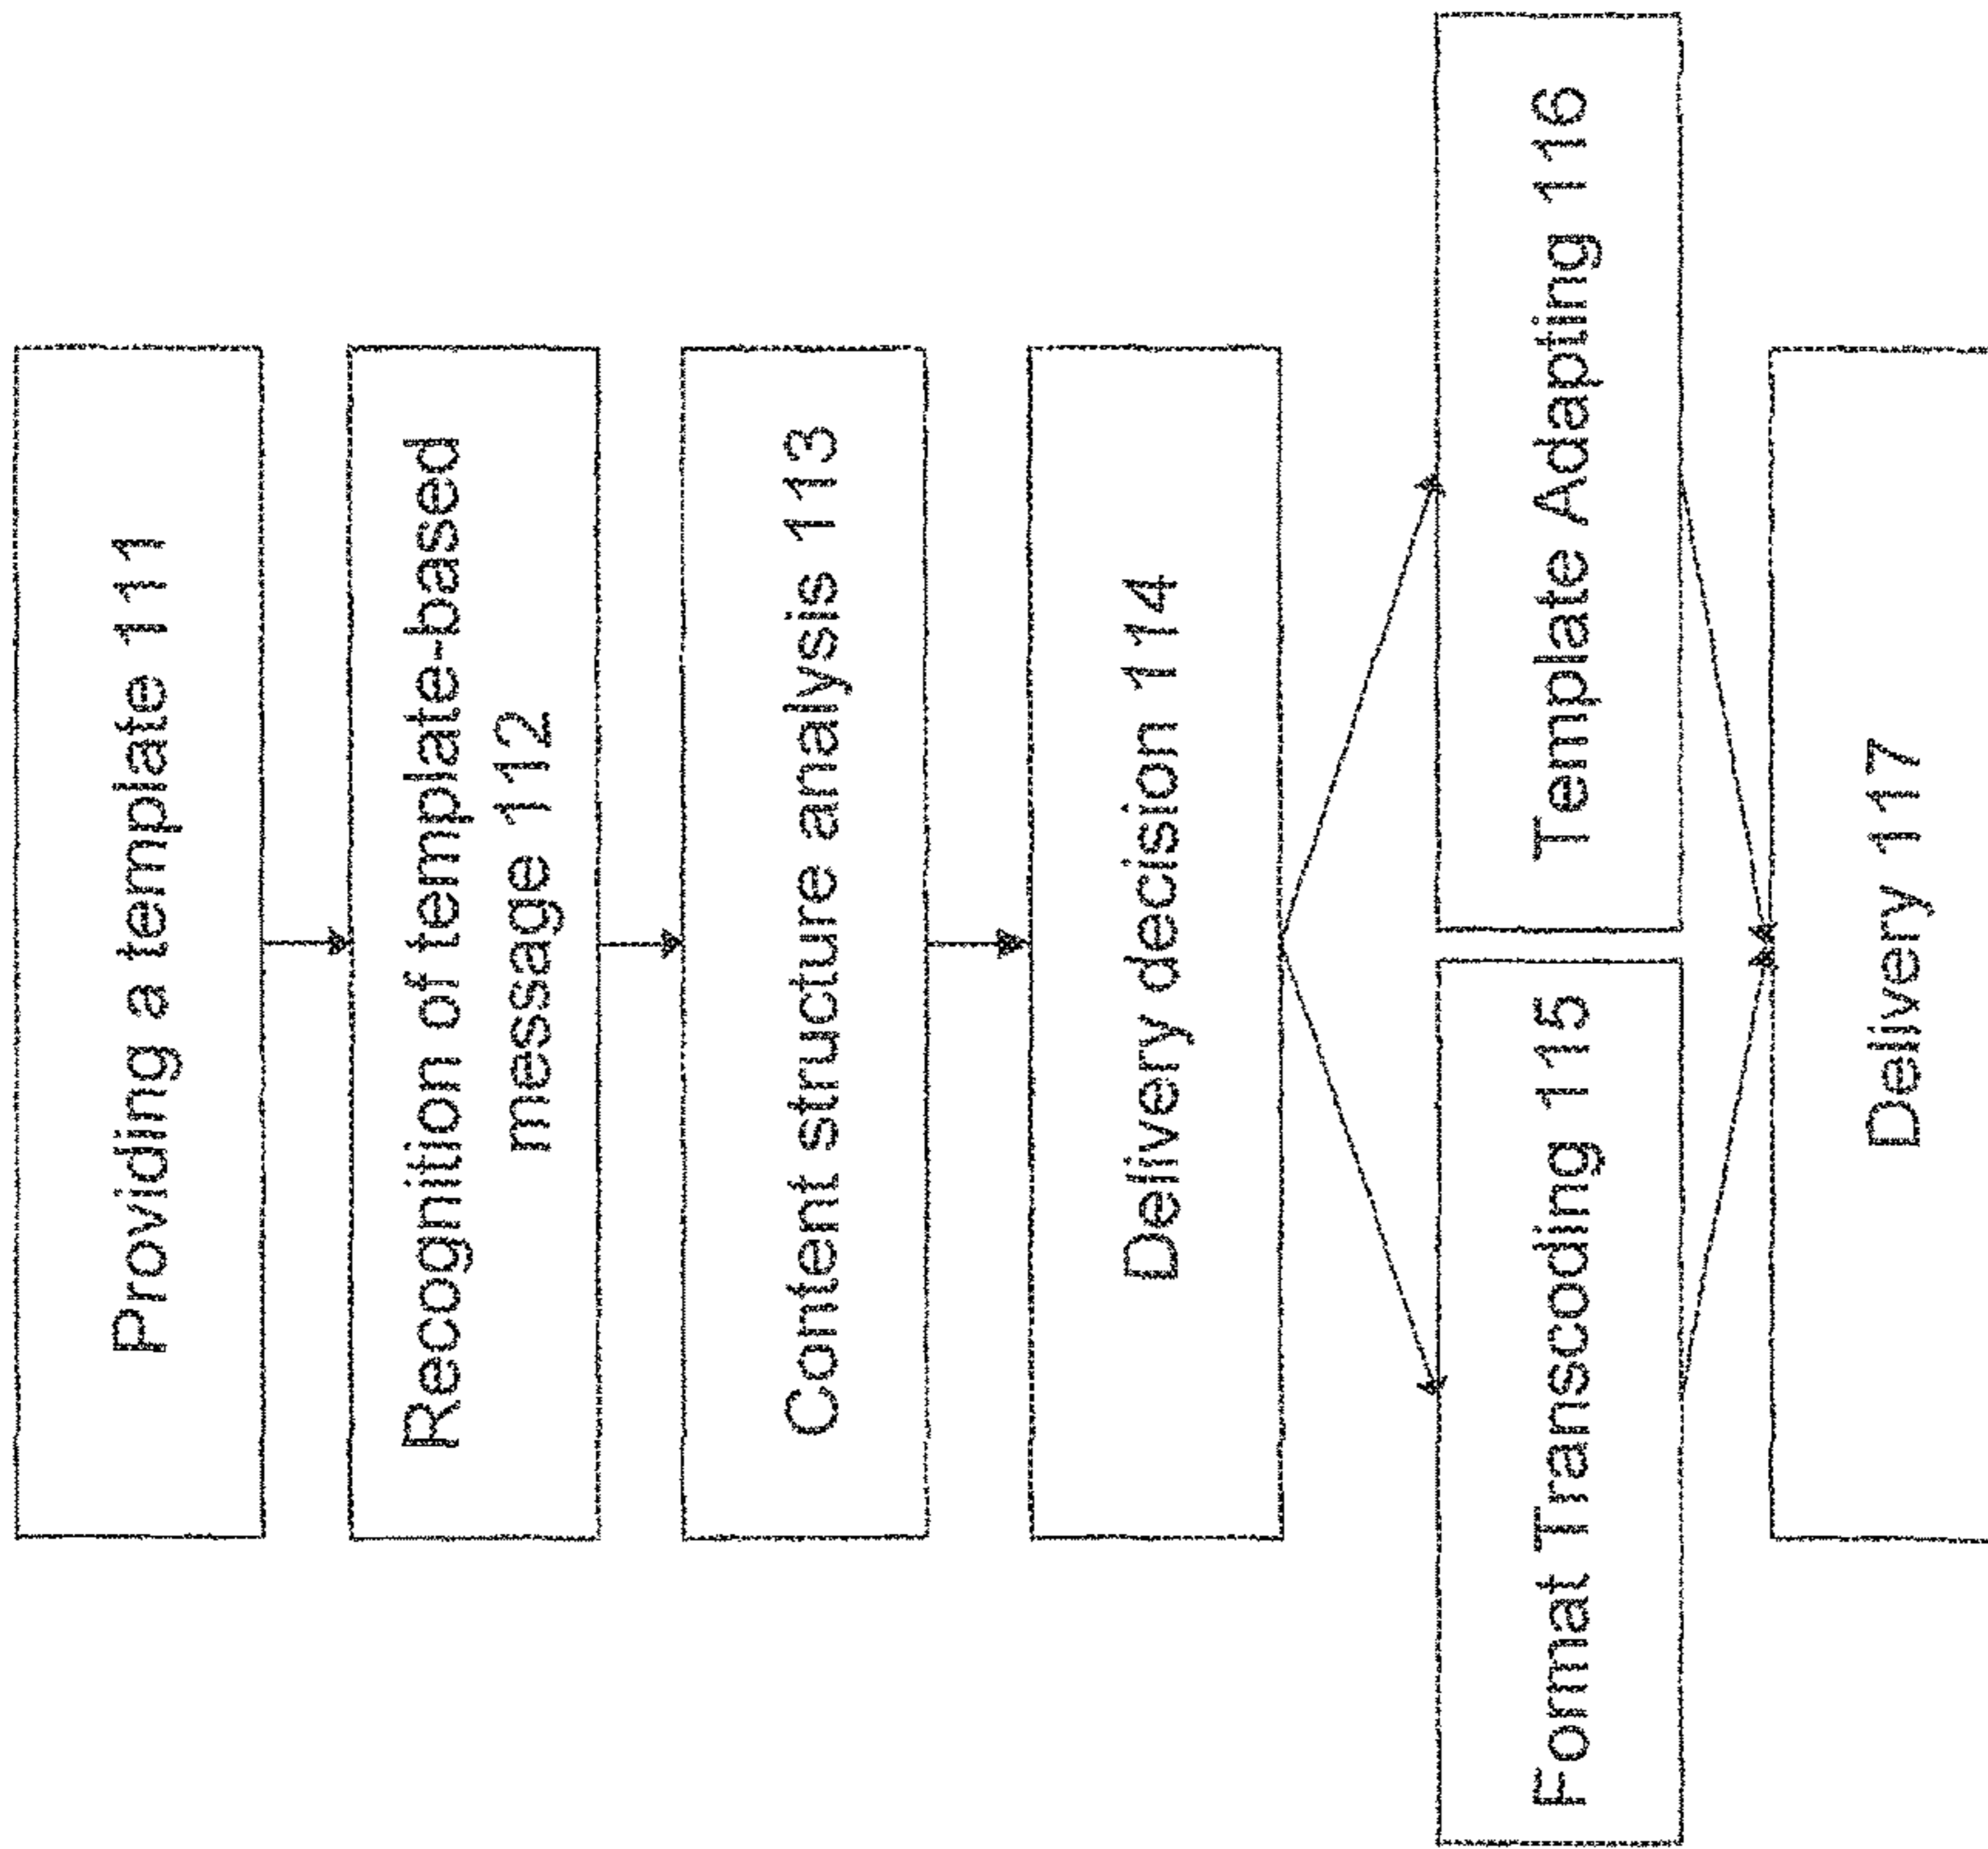 Providing a template 111
Recognition of template-based
message 112
Content structure analysis 113
Delivery decision 114
Format Transcoding 115
Template Adapting 116
Delivery 117